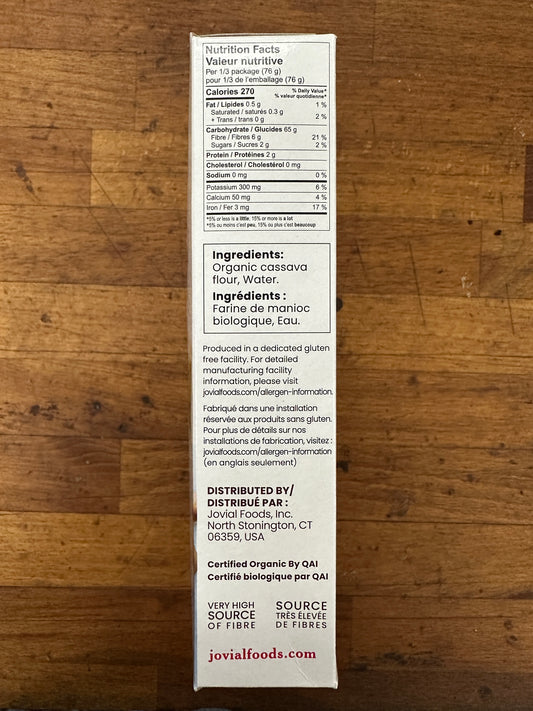 Nutrition Facts
Valeur nutritive
Per 1/3 package (76 g)
pour 1/3 de l'emballage (76 g)
Calories 270
% Daily Value*
% valeur quotidienne*
Fat / Lipides 0.5 g 1 %
Saturated / saturés 0.3 g
+ Trans / trans 0 g 2 %
Carbohydrate / Glucides 65 g
Fibre / Fibres 6 g 21 %
Sugars / Sucres 2 g 2 %
Protein / Protéines 2 g
Cholesterol / Cholestérol 0 mg
Sodium 0 mg 0 %
Potassium 300 mg 6 %
Calcium 50 mg 4 %
Iron / Fer 3 mg 17 %
*5% or less is a little, 15% or more is a lot
*5% ou moins c'est peu, 15% ou plus c'est beaucoup
Ingredients:
Organic cassava
flour, Water.
Ingrédients :
Farine de manioc
biologique, Eau.
Produced in a dedicated gluten
free facility. For detailed
manufacturing facility
information, please visit
jovialfoods.com/allergen-information.
Fabriqué dans une installation
réservée aux produits sans gluten.
Pour plus de détails sur nos
installations de fabrication, visitez :
jovialfoods.com/allergen-information
(en anglais seulement)
DISTRIBUTED BY/
DISTRIBUÉ PAR :
Jovial Foods, Inc.
North Stonington, CT
06359, USA
Certified Organic By QAI
Certifié biologique par QAI
VERY HIGH
SOURCE
OF FIBRE
SOURCE
TRÈS ÉLEVÉE
DE FIBRES
jovialfoods.com